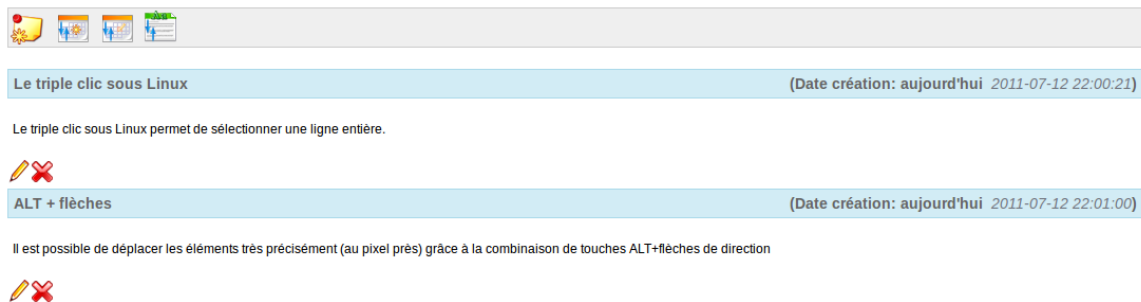 Le triple clic sous Linux (Date création: aujourd'hui 2011-07-12 22:00:21)
Le triple clic sous Linux permet de sélectionner une ligne entière.
ALT + flèches (Date création: aujourd'hui 2011-07-12 22:01:00)
Il est possible de déplacer les éléments très précisément (au pixel près) grâce à la combinaison de touches ALT+flèches de direction